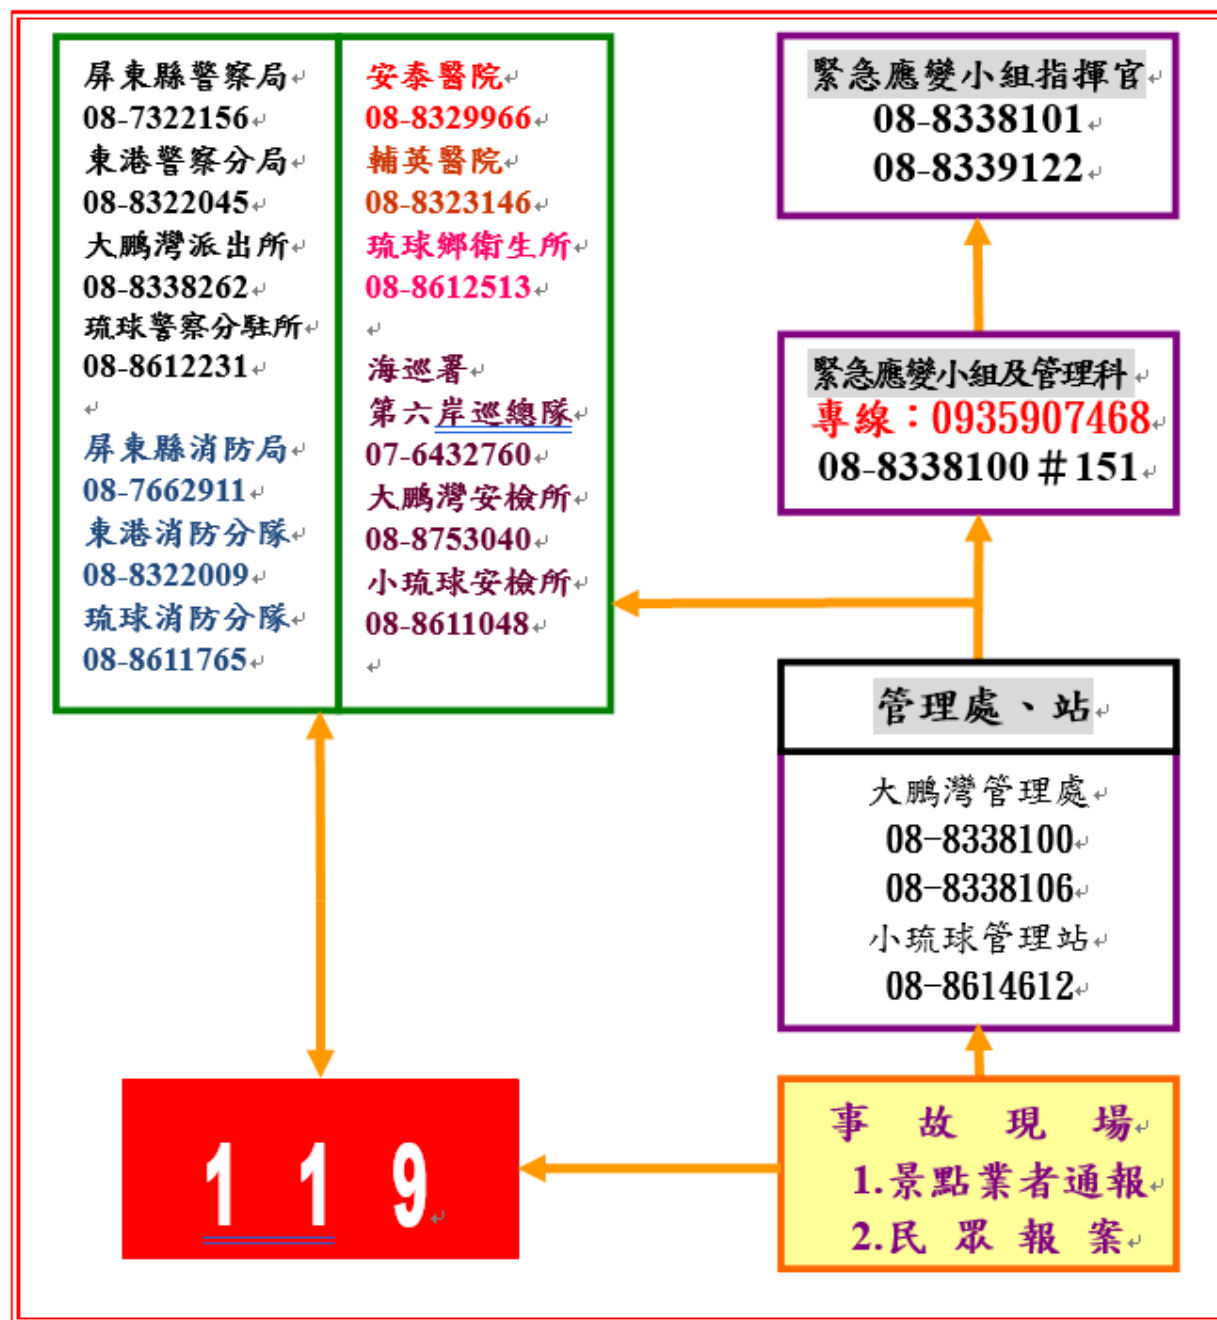 屏東縣警察局
08-7322156
東港警察分局
08-8322045
大鵬灣派出所
08-8338262
琉球警察分駐所
08-8612231
屏東縣消防局
08-7662911
東港消防分隊
08-8322009
琉球消防分隊
08-8611765
安泰醫院
08-8329966
輔英醫院
08-8323146
琉球鄉衛生所
08-8612513
海巡署
第六岸巡總隊
07-6432760
大鵬灣安檢所
08-8753040
小琉球安檢所
08-8611048
緊急應變小組指揮官
08-8338101
08-8339122
緊急應變小組及管理科
專線：0935907468
08-8338100＃151
管理處、站
大鵬灣管理處
08-8338100
08-8338106
小琉球管理站
08-8614612
119
事故現場
1.景點業者通報
2.民眾報案